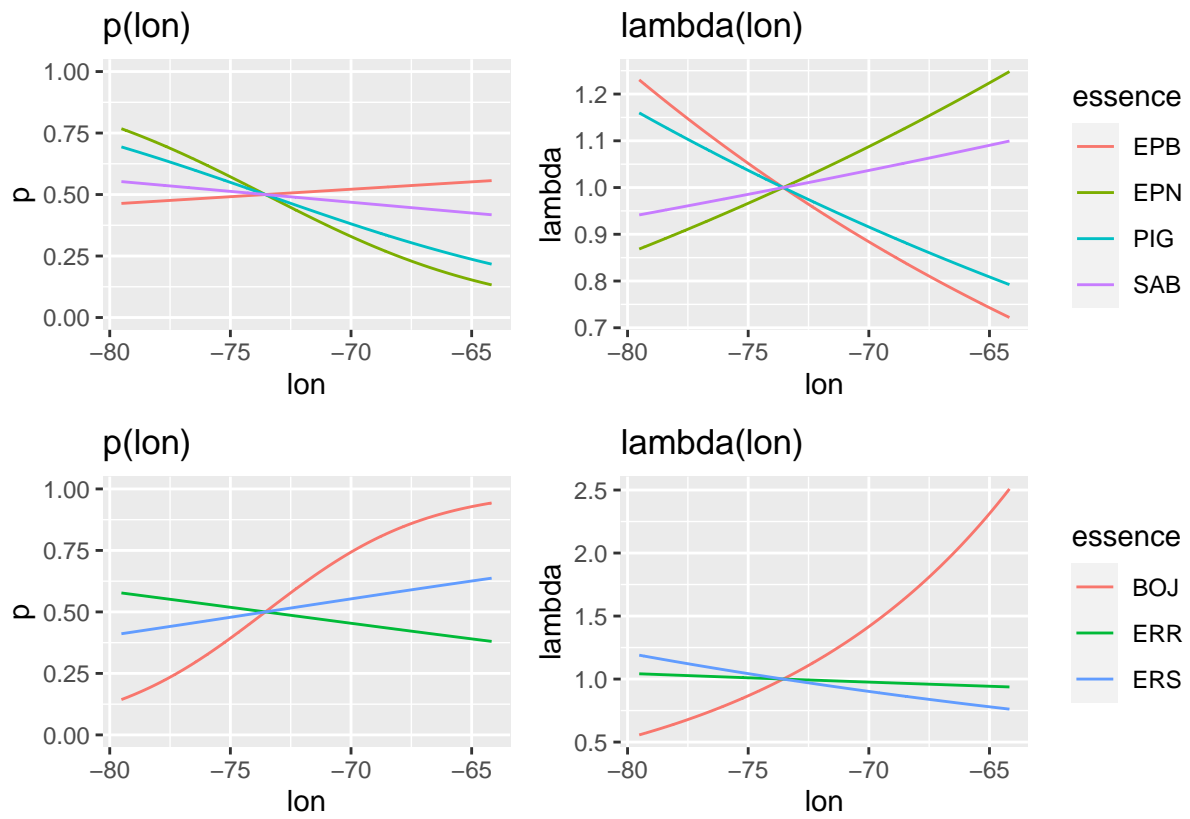 p(lon)
1.00
0.75
0.50
0.25
0.00
p
−80 −75 −70 −65
lon
lambda(lon)
1.2
1.1
1.0
0.9
0.8
0.7
lambda
−80 −75 −70 −65
lon
essence
EPB
EPN
PIG
SAB
p(lon)
1.00
0.75
0.50
0.25
0.00
p
−80 −75 −70 −65
lon
lambda(lon)
2.5
2.0
1.5
1.0
0.5
lambda
−80 −75 −70 −65
lon
essence
BOJ
ERR
ERS